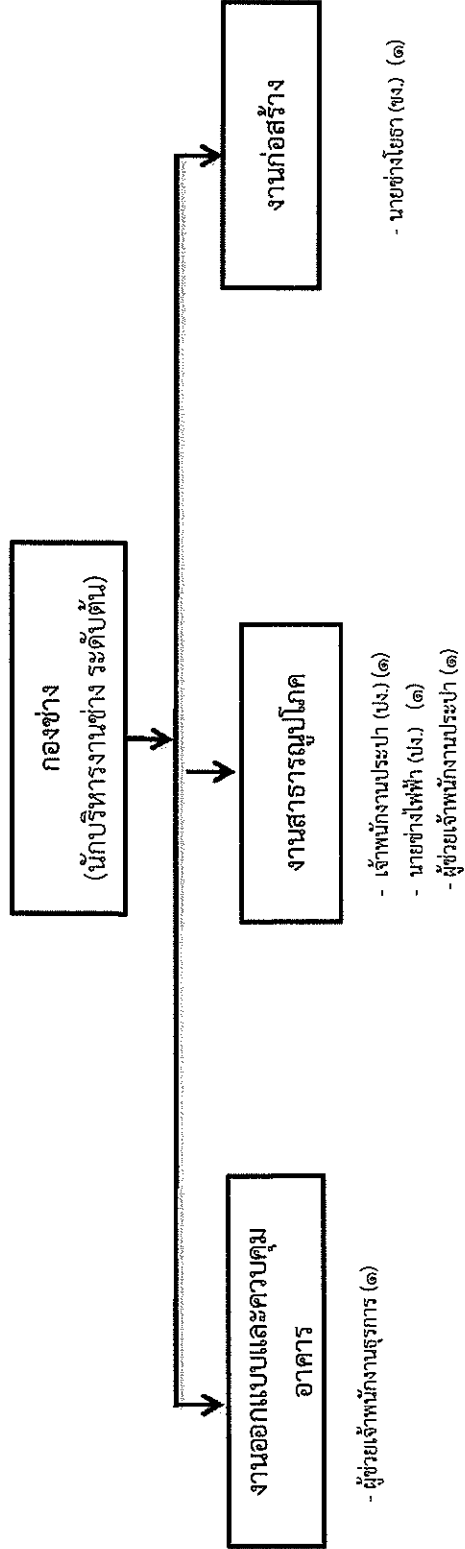 กองช่าง
(นักบริหารงานช่าง ระดับต้น)
งานออกแบบและควบคุม
อาคาร
- ผู้ช่วยเจ้าพนักงานธุรการ (๑)
งานสาธารณูปโภค
- เจ้าพนักงานประปา (ปง.) (๑)
- นายช่างไฟฟ้า (ปง.) (๑)
- ผู้ช่วยเจ้าพนักงานประปา (๑)
งานก่อสร้าง
- นายช่างโยธา (ชง.) (๑)